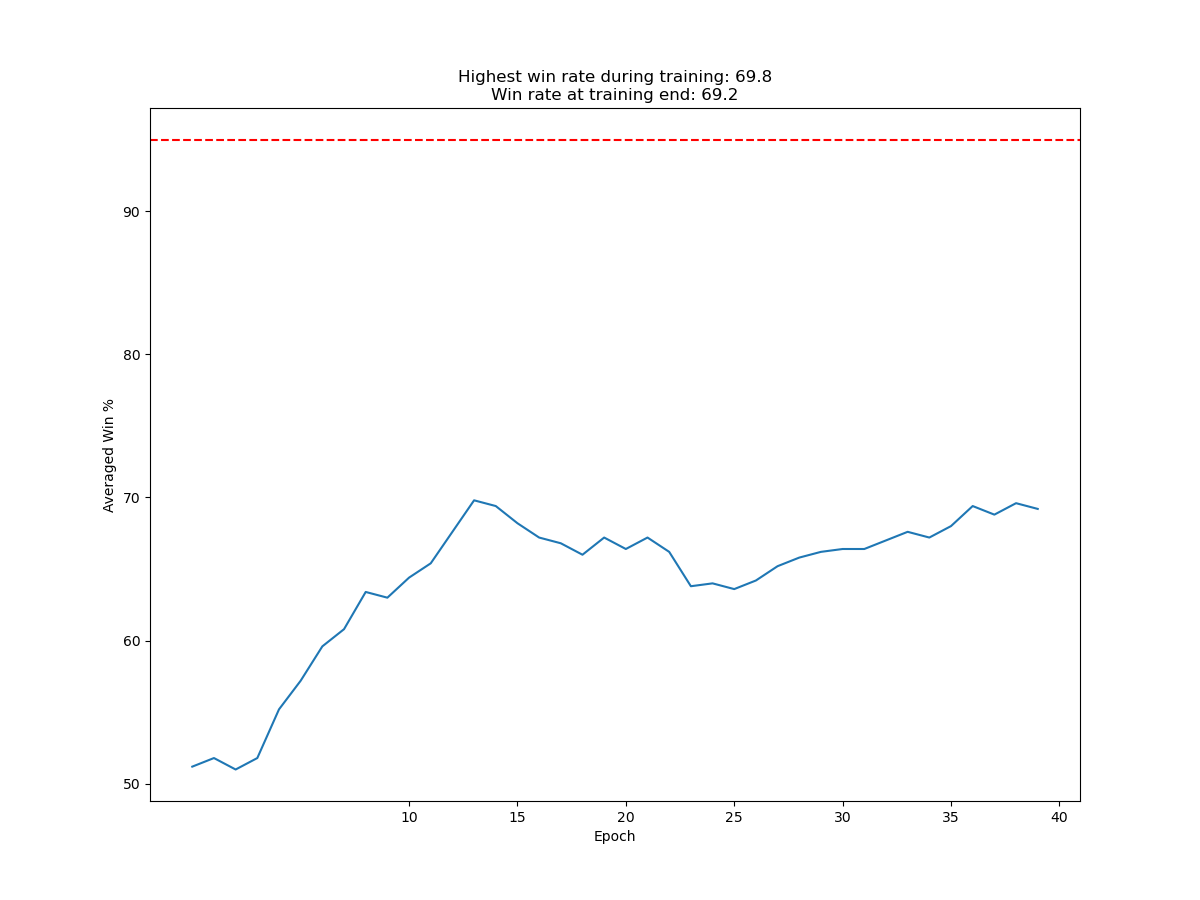 Highest win rate during training: 69.8
Win rate at training end: 69.2
90
80
70
60
50
Averaged Win %
10 15 20 25 30 35 40
Epoch